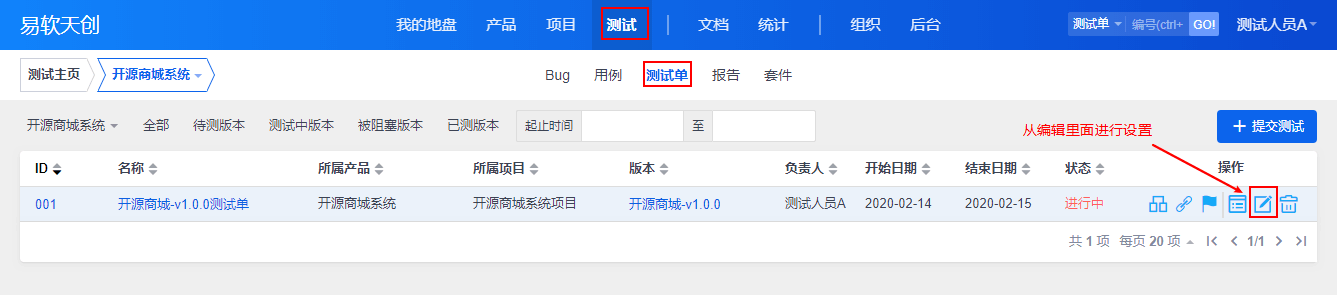 易软天创 我的地盘 产品 项目 测试 文档 统计 组织 后台 测试单 编号(ctrl+ GO! 测试人员A
测试主页 开源商城系统 Bug 用例 测试单 报告 套件
开源商城系统 全部 待测版本 测试中版本 被阻塞版本 已测版本 起止时间 至 从编辑里面进行设置 + 提交测试
ID 名称 所属产品 所属项目 版本 负责人 开始日期 结束日期 状态 操作
001 开源商城-v1.0.0测试单 开源商城系统 开源商城系统项目 开源商城-v1.0.0 测试人员A 2020-02-14 2020-02-15 进行中
共 1 项 每页 20 项 1/1